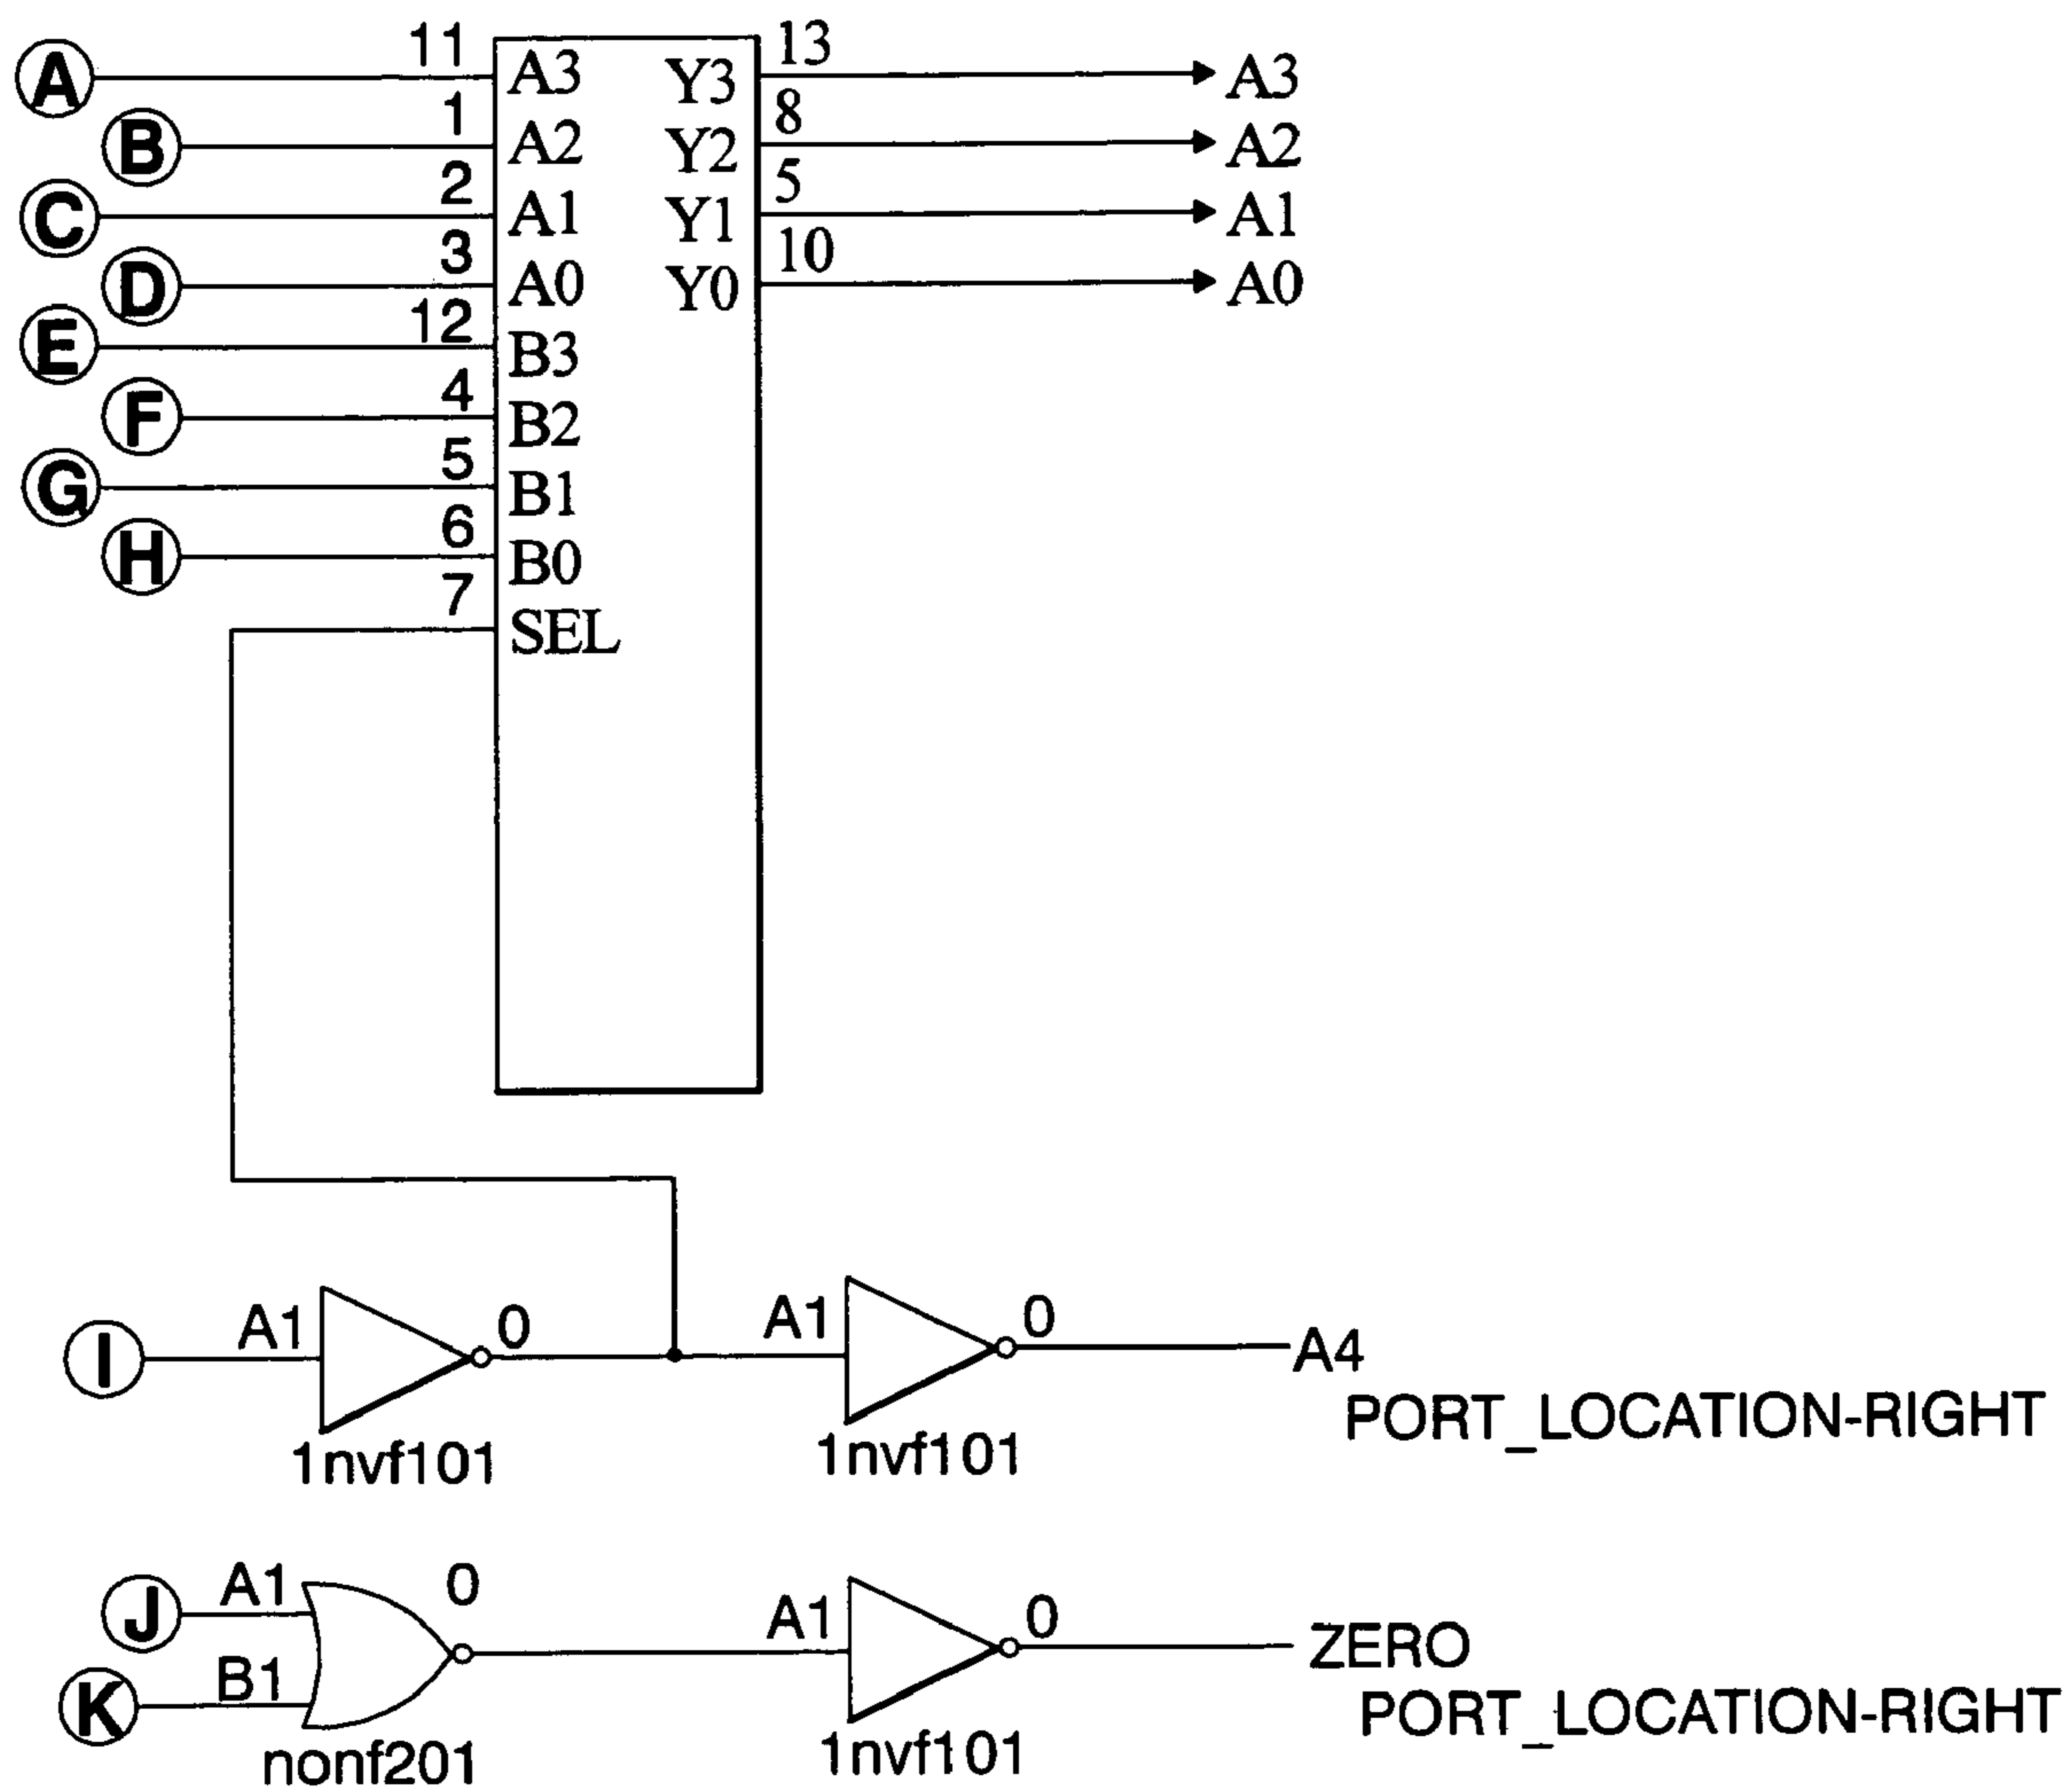 11 13
A A3 Y3 A3
1 8
B A2 Y2 A2
2 5
C A1 Y1 A1
3 10
D A0 Y0 A0
12
E B3
4
F B2
5
G B1
6
H B0
7
SEL
I A1 0 A1 0 A4
PORT_LOCATION-RIGHT
1nvf101 1nvf101
J A1 0 A1 0 ZERO
K B1 PORT_LOCATION-RIGHT
nonf201 1nvf101